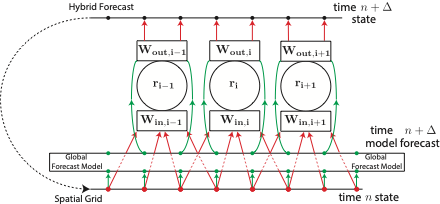 Hybrid Forecast
time n + Δ
state
W_out,i−1
W_out,i
W_out,i+1
r_i−1
r_i
r_i+1
W_in,i−1
W_in,i
W_in,i+1
time n + Δ
model forecast
Global
Forecast Model
Global
Forecast Model
Spatial Grid
time n state